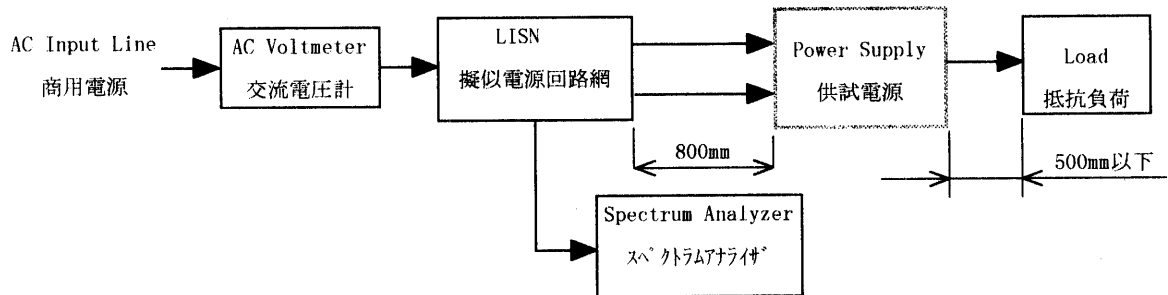 AC Input Line
商用電源
AC Voltmeter
交流電圧計
LISN
擬似電源回路網
Power Supply
供試電源
Load
抵抗負荷
800mm
500mm以下
Spectrum Analyzer
スペクトラムアナライザ